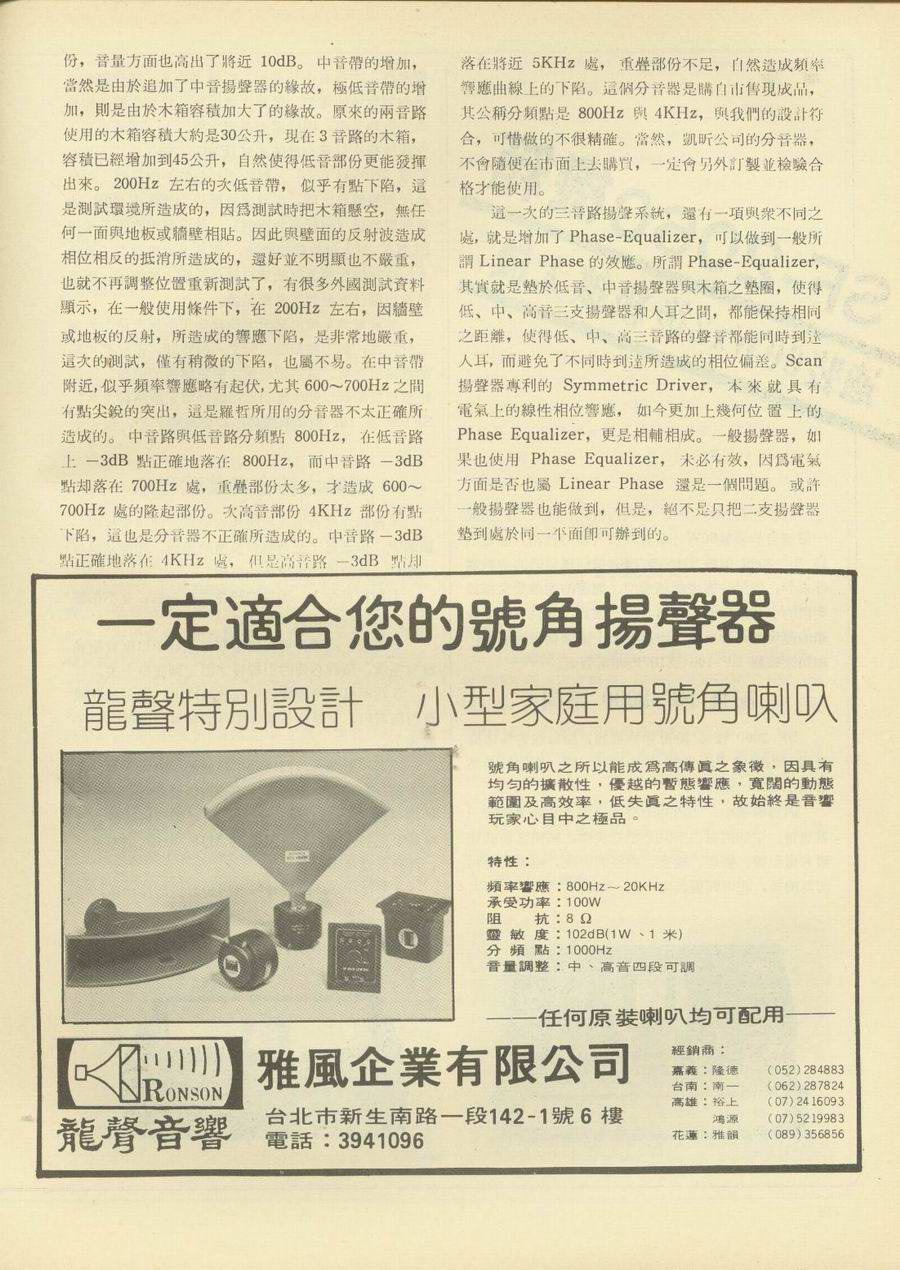 份，音量方面也高出了將近 10dB。中音帶的增加，
當然是由於追加了中音揚聲器的緣故，極低音帶的增
加，則是由於木箱容積加大了的緣故。原來的兩音路
使用的木箱容積大約是30公升，現在 3 音路的木箱，
容積已經增加到45公升，自然使得低音部份更能發揮
出來。 200Hz 左右的次低音帶， 似乎有點下陷，這
是測試環境所造成的，因爲測試時把木箱懸空，無任
何一面與地板或牆壁相貼。因此與壁面的反射波造成
相位相反的抵消所造成的，還好並不明顯也不嚴重，
也就不再調整位置重新測試了，有很多外國測試資料
顯示，在一般使用條件下，在 200Hz 左右，因牆壁
或地板的反射，所造成的響應下陷，是非常地嚴重，
這次的測試，僅有稍微的下陷，也屬不易。在中音帶
附近，似乎頻率響應略有起伏，尤其 600～700Hz 之間
有點尖銳的突出，這是羅哲所用的分音器不太正確所
造成的。 中音路與低音路分頻點 800Hz， 在低音路
上 －3dB 點正確地落在 800Hz， 而中音路 －3dB
點却落在 700Hz 處，重疊部份太多，才造成 600～
700Hz 處的隆起部份。次高音部份 4KHz 部份有點
下陷，這也是分音器不正確所造成的。中音路 －3dB
點正確地落在 4KHz 處， 但是高音路 －3dB 點却
落在將近 5KHz 處， 重疊部份不足，自然造成頻率
響應曲線上的下陷。這個分音器是購自市售現成品，
其公稱分頻點是 800Hz 與 4KHz，與我們的設計符
合，可惜做的不很精確。當然，凱昕公司的分音器，
不會隨便在市面上去購買，一定會另外訂製並檢驗合
格才能使用。
這一次的三音路揚聲系統，還有一項與衆不同之
處，就是增加了 Phase-Equalizer，可以做到一般所
謂 Linear Phase 的效應。所謂 Phase-Equalizer,
其實就是墊於低音、中音揚聲器與木箱之墊圈，使得
低、中、高音三支揚聲器和人耳之間，都能保持相同
之距離，使得低、中、高三音路的聲音都能同時到達
人耳，而避免了不同時到達所造成的相位偏差。Scan
揚聲器專利的 Symmetric Driver， 本來就具有
電氣上的線性相位響應， 如今更加上幾何位置上的
Phase Equalizer，更是相輔相成。一般揚聲器，如
果也使用 Phase Equalizer， 未必有效，因爲電氣
方面是否也屬 Linear Phase 還是一個問題。 或許
一般揚聲器也能做到，但是，絕不是只把二支揚聲器
墊到處於同一平面即可辦到的。
一定適合您的號角揚聲器
龍聲特別設計 小型家庭用號角喇叭
號角喇叭之所以能成爲高傳眞之象徵，因具有
均匀的擴散性，優越的暫態響應，寬闊的動態
範圍及高效率，低失眞之特性，故始終是音響
玩家心目中之極品。
特性：
頻率響應：800Hz～20KHz
承受功率：100W
阻 抗：8 Ω
靈 敏 度：102dB(1W、1 米)
分 頻 點：1000Hz
音量調整：中、高音四段可調
——任何原裝喇叭均可配用——
RONSON
龍聲音響
雅風企業有限公司
台北市新生南路一段142-1號 6 樓
電話：3941096
經銷商：
嘉義：隆德 (052) 284883
台南：南一 (062) 287824
高雄：裕上 (07) 2416093
鴻源 (07) 5219983
花蓮：雅韻 (089) 356856